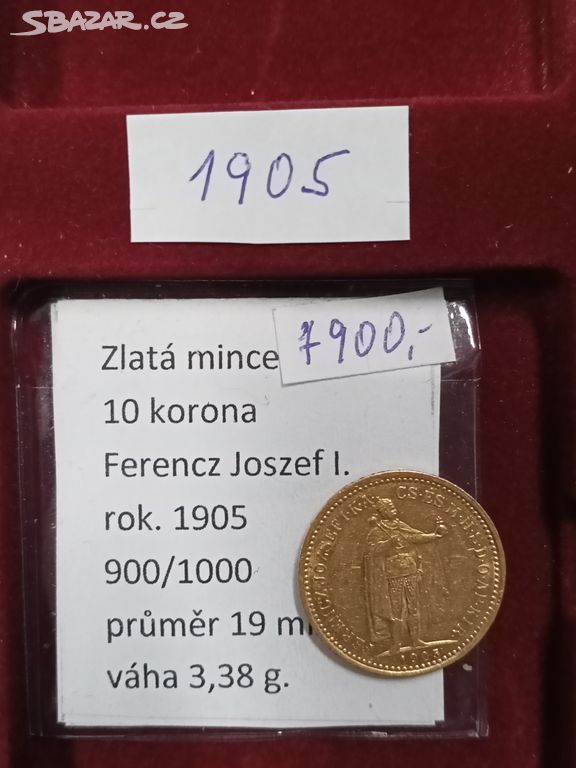 SBAZAR.CZ
1905
7900,-
Zlatá mince
10 korona
Ferencz Joszef I.
rok. 1905
900/1000
průměr 19 m
váha 3,38 g.
1905